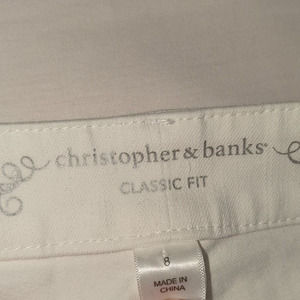 christopher & banks
CLASSIC FIT
8
MADE IN
CHINA